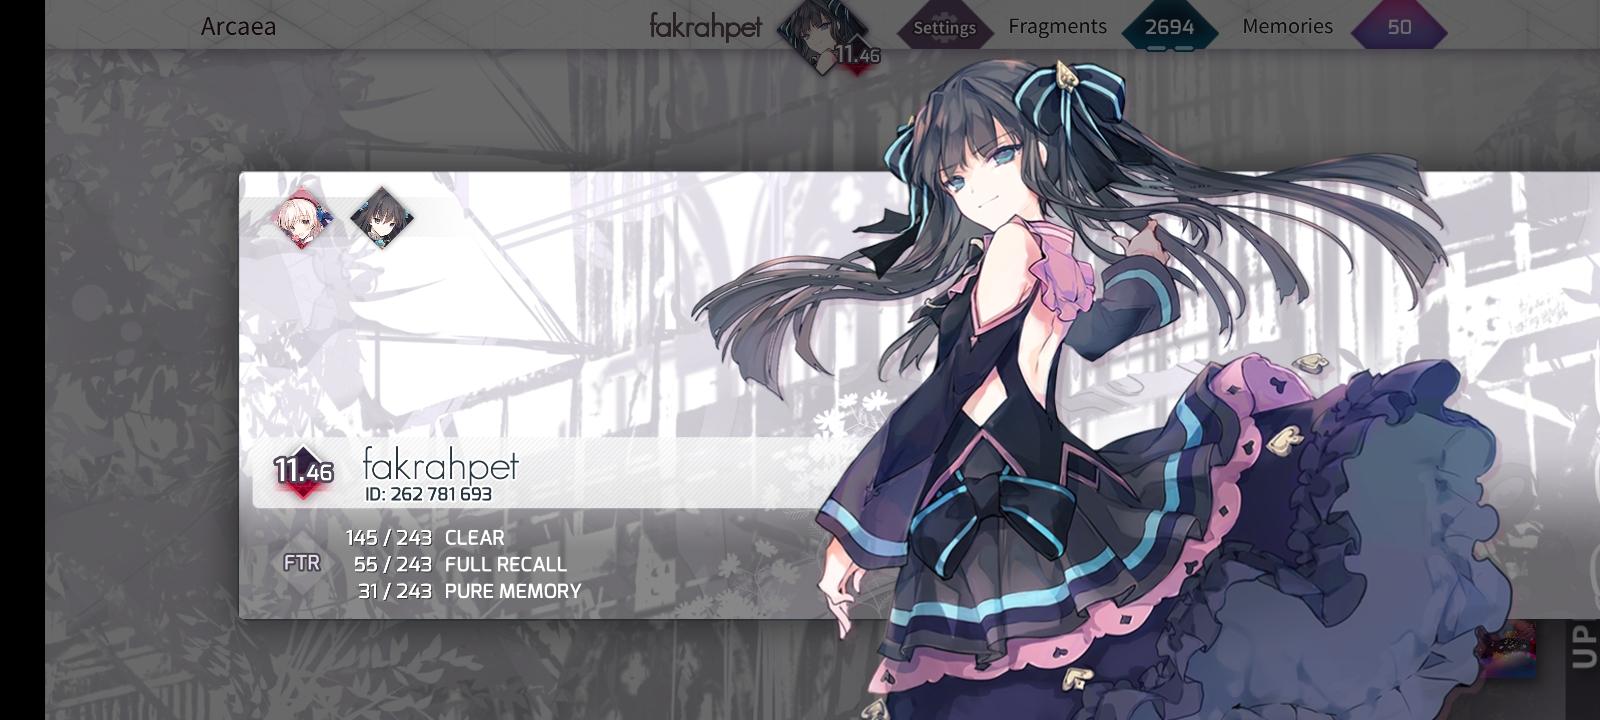 Arcaea
fakrahpet
11.46
Settings
Fragments
2694
Memories
50
11.46
fakrahpet
ID: 262 781 693
FTR
145 / 243 CLEAR
55 / 243 FULL RECALL
31 / 243 PURE MEMORY
UP